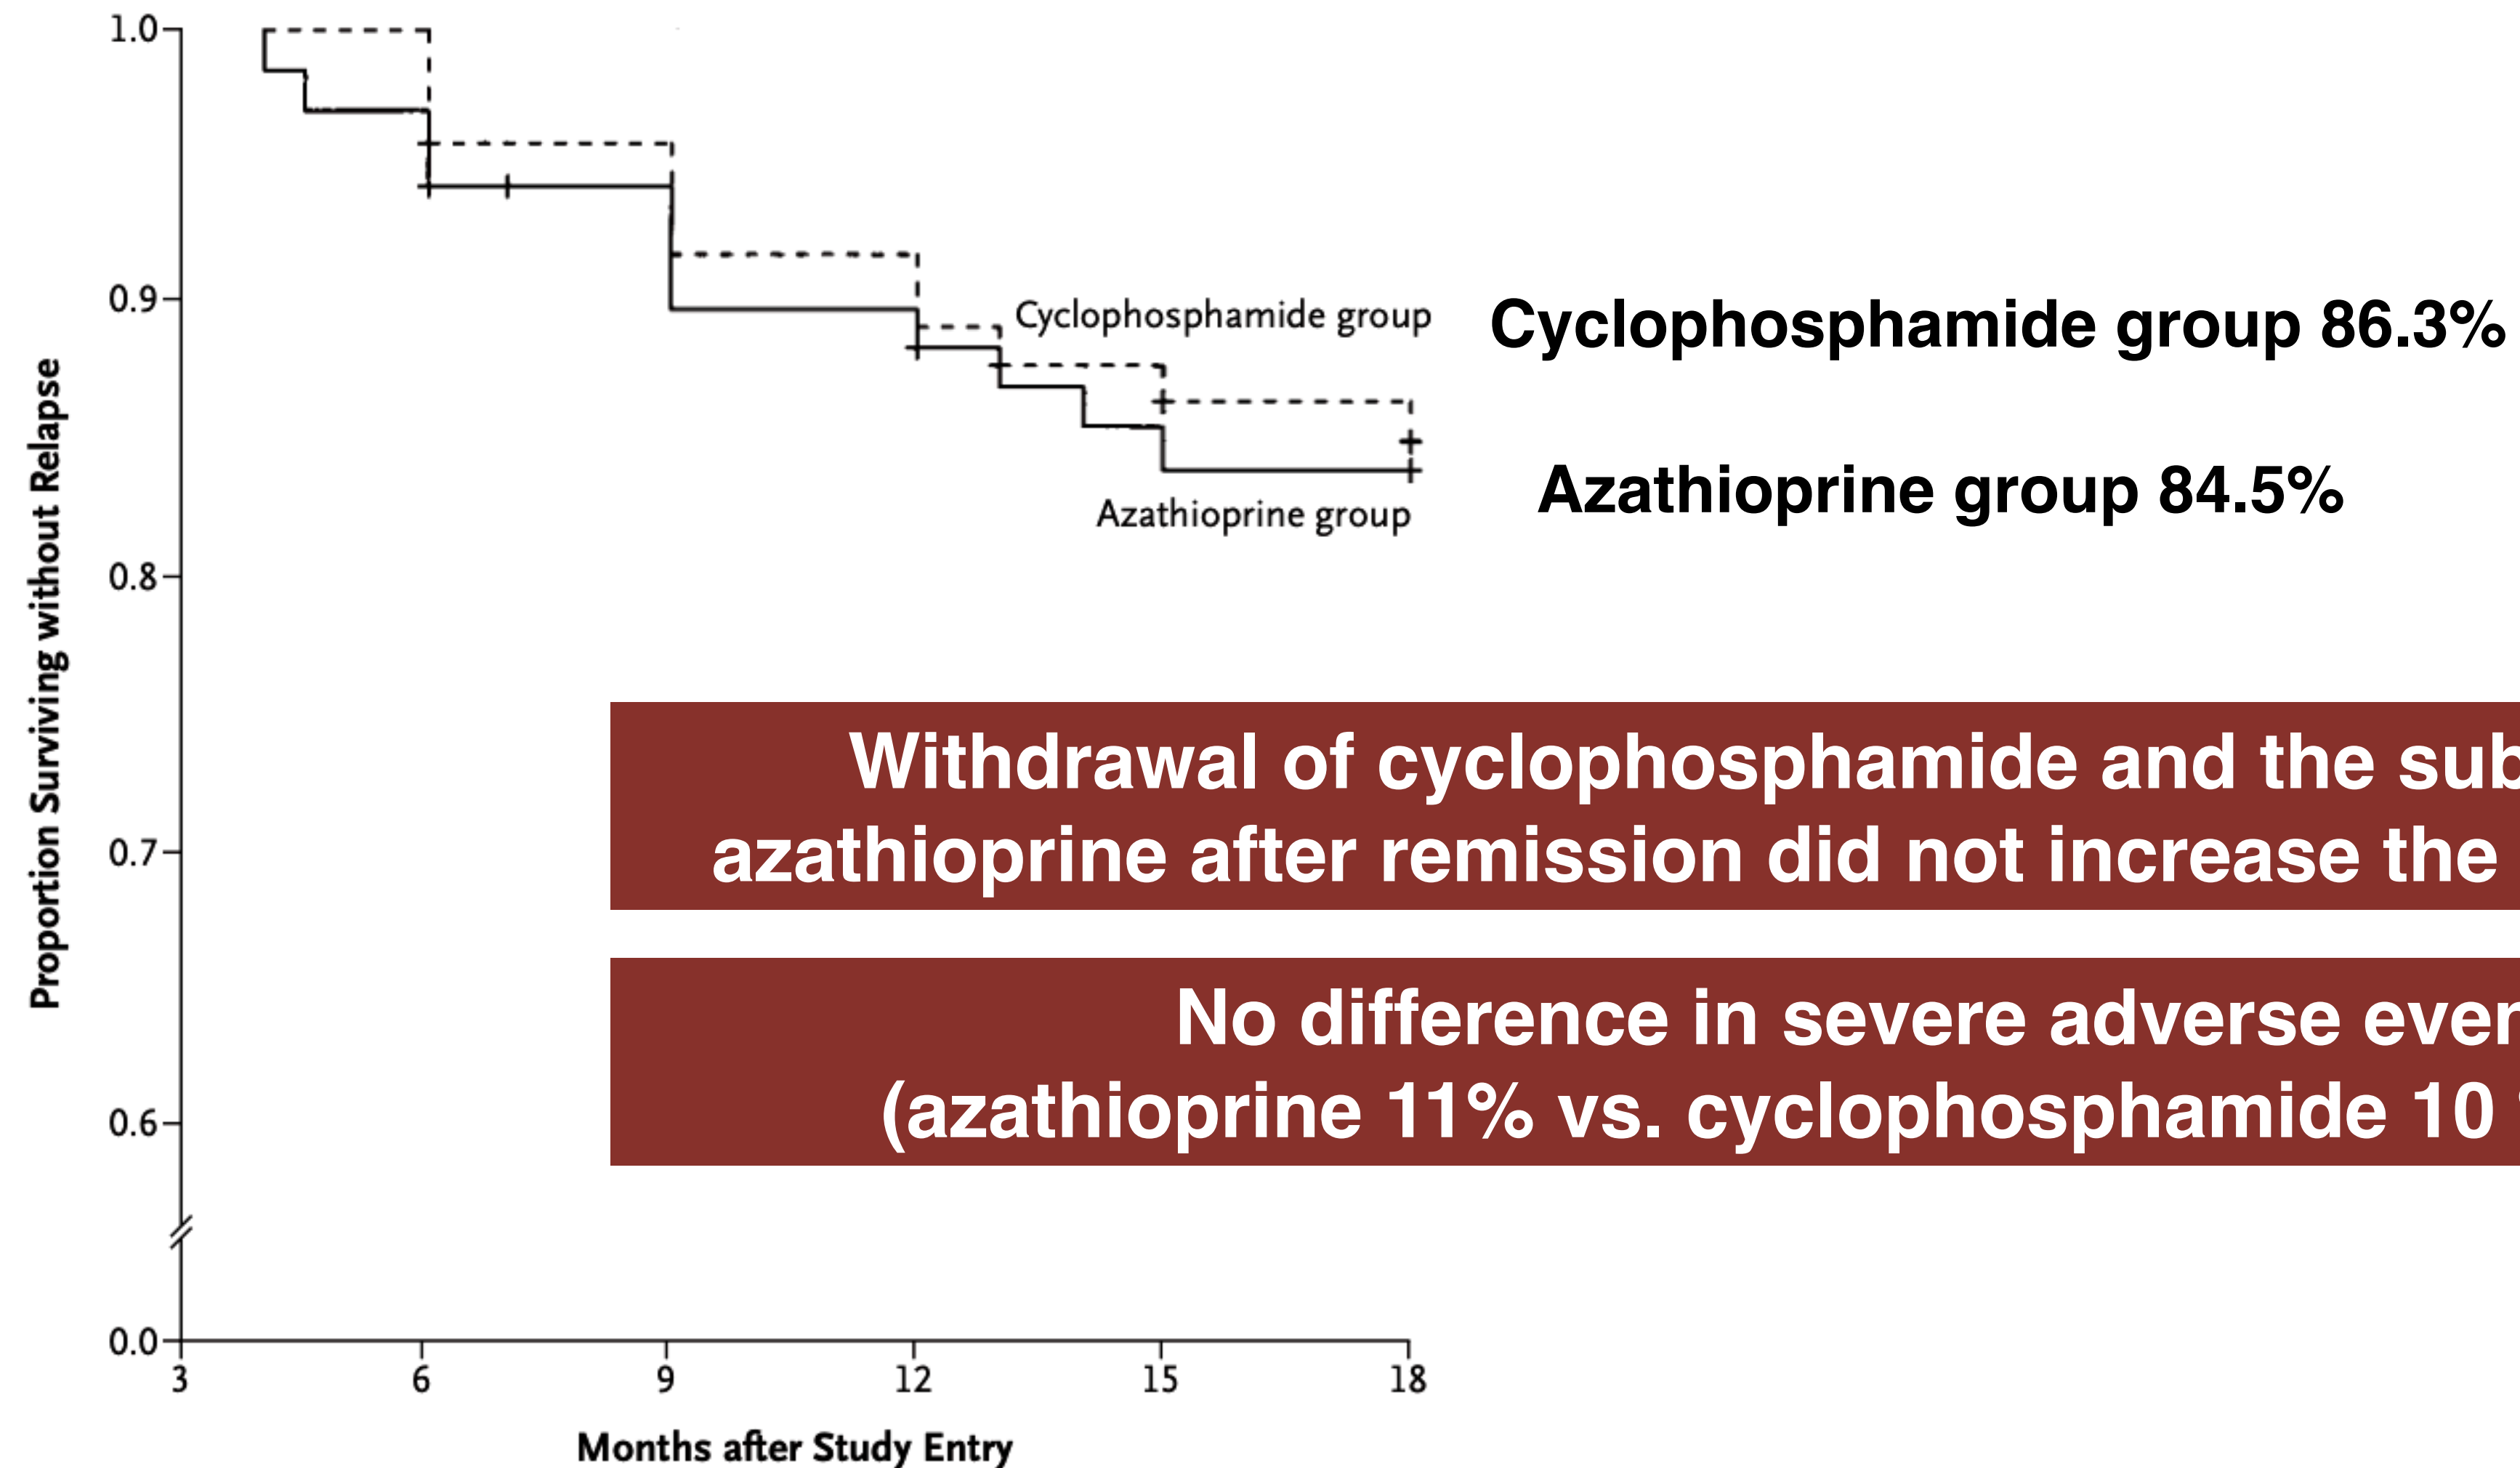 1.0
0.9
0.8
0.7
0.6
0.0
Proportion Surviving without Relapse
Cyclophosphamide group
Azathioprine group
Cyclophosphamide group 86.3%
Azathioprine group 84.5%
Withdrawal of cyclophosphamide and the
azathioprine after remission did not increase the
No difference in severe adverse
(azathioprine 11% vs. cyclophosphamide 10
3 6 9 12 15 18
Months after Study Entry